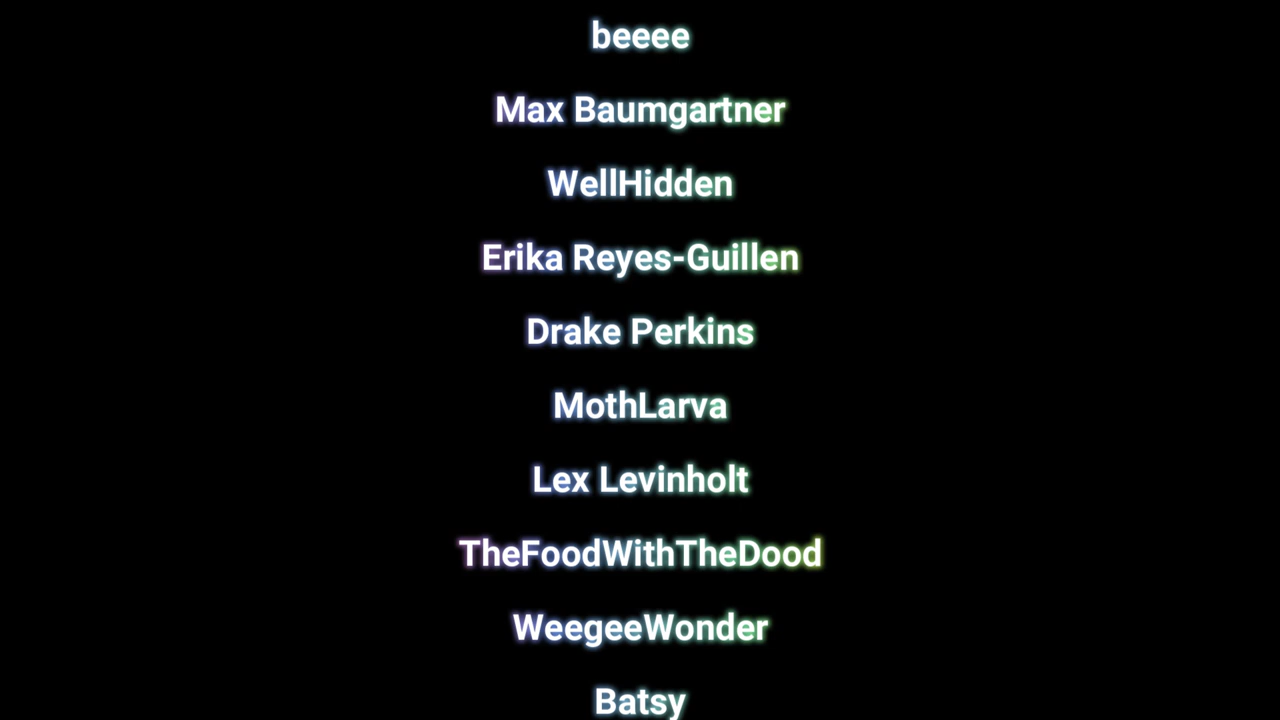 beeee
Max Baumgartner
WellHidden
Erika Reyes-Guillen
Drake Perkins
MothLarva
Lex Levinholt
TheFoodWithTheDood
WeegeeWonder
Batsy